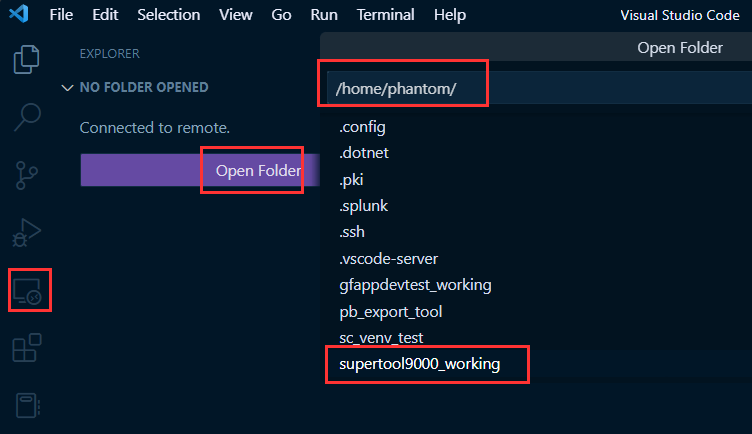 File Edit Selection View Go Run Terminal Help Visual Studio Code
EXPLORER
NO FOLDER OPENED
Connected to remote.
Open Folder
Open Folder
/home/phantom/
.config
.dotnet
.pki
.splunk
.ssh
.vscode-server
gfappdevtest_working
pb_export_tool
sc_venv_test
supertool9000_working